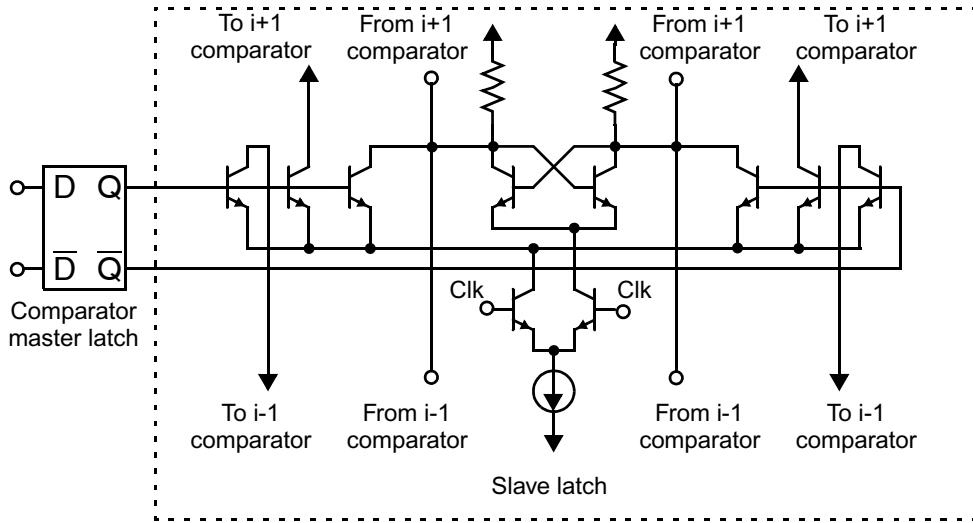 To i+1
comparator
From i+1
comparator
From i+1
comparator
To i+1
comparator
D Q
D̅ Q̅
Comparator
master latch
Clk
Clk
To i-1
comparator
From i-1
comparator
From i-1
comparator
To i-1
comparator
Slave latch